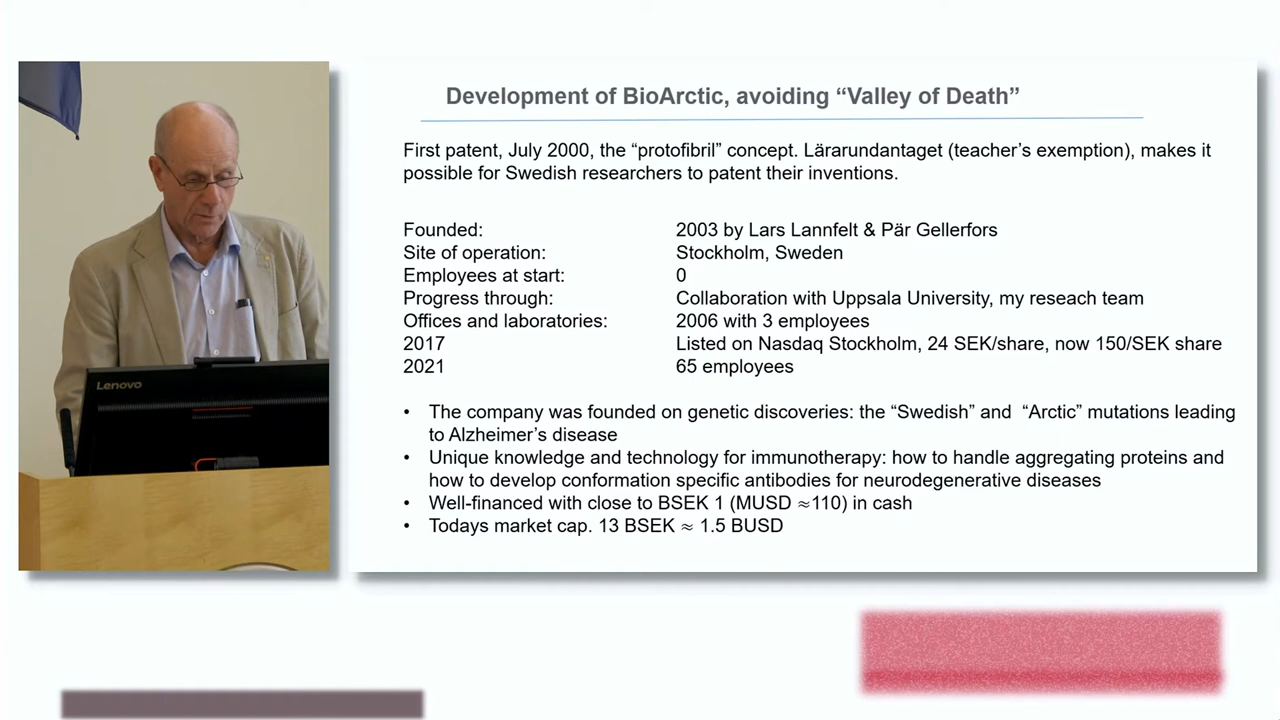 Development of BioArctic, avoiding “Valley of Death”
First patent, July 2000, the “protofibril” concept. Lärarundantaget (teacher’s exemption), makes it
possible for Swedish researchers to patent their inventions.
Founded: 2003 by Lars Lannfelt & Pär Gellerfors
Site of operation: Stockholm, Sweden
Employees at start: 0
Progress through: Collaboration with Uppsala University, my reseach team
Offices and laboratories: 2006 with 3 employees
2017 Listed on Nasdaq Stockholm, 24 SEK/share, now 150/SEK share
2021 65 employees
• The company was founded on genetic discoveries: the “Swedish” and “Arctic” mutations leading
to Alzheimer’s disease
• Unique knowledge and technology for immunotherapy: how to handle aggregating proteins and
how to develop conformation specific antibodies for neurodegenerative diseases
• Well-financed with close to BSEK 1 (MUSD ≈110) in cash
• Todays market cap. 13 BSEK ≈ 1.5 BUSD
Lenovo